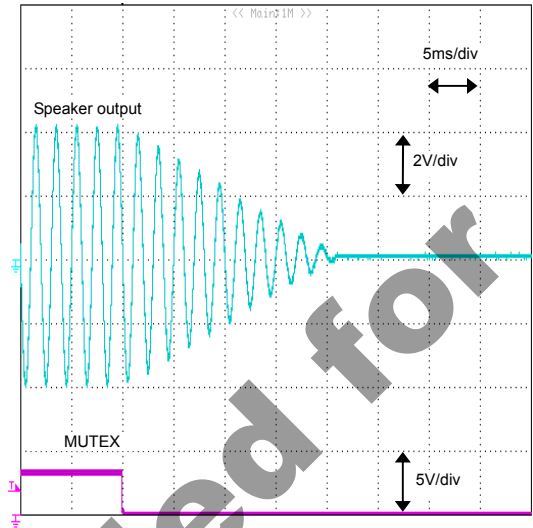 << Main:1M >>
5ms/div
Speaker output
2V/div
MUTEX
5V/div
ed for